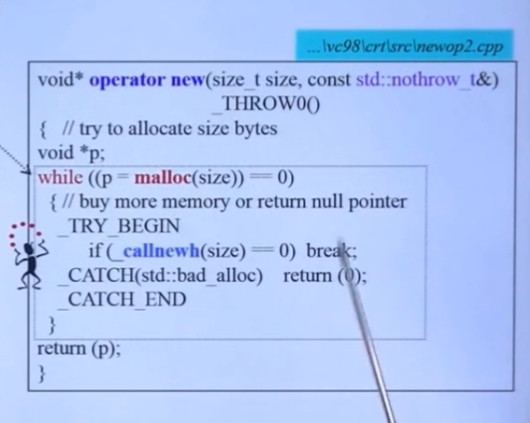 ...\vc98\crt\src\newop2.cpp
void* operator new(size_t size, const std::nothrow_t&)
_THROW0()
{ // try to allocate size bytes
void *p;
while ((p = malloc(size)) == 0)
{ // buy more memory or return null pointer
_TRY_BEGIN
if (_callnewh(size) == 0) break;
_CATCH(std::bad_alloc) return (0);
_CATCH_END
}
return (p);
}